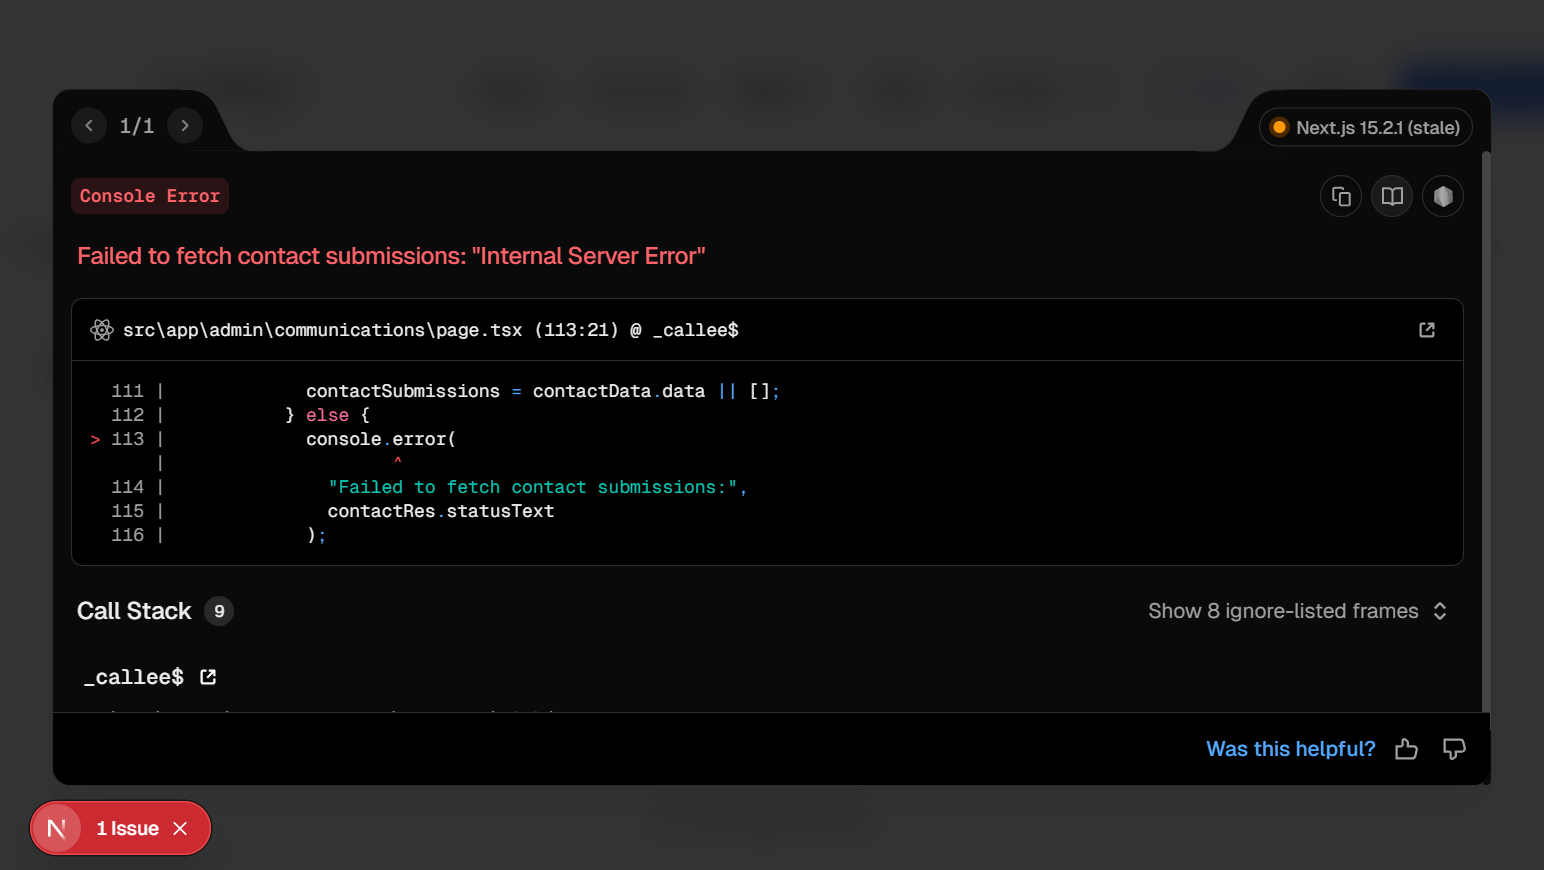 1/1
Next.js 15.2.1 (stale)
Console Error
Failed to fetch contact submissions: "Internal Server Error"
src\app\admin\communications\page.tsx (113:21) @ _callee$
111 | contactSubmissions = contactData.data || [];
112 | } else {
> 113 | console.error(
| ^
114 | "Failed to fetch contact submissions:",
115 | contactRes.statusText
116 | );
Call Stack 9
Show 8 ignore-listed frames
_callee$
Was this helpful?
N 1 Issue